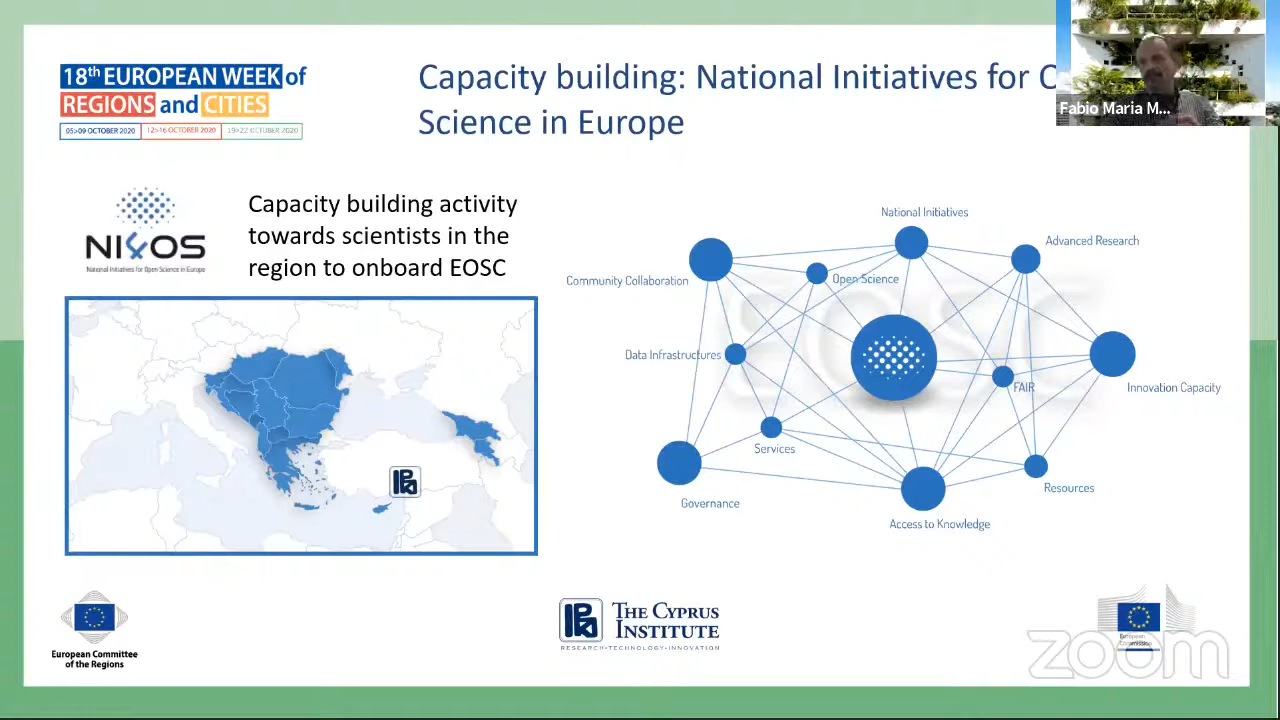 18th EUROPEAN WEEK of
REGIONS and CITIES
05>09 OCTOBER 2020 12>16 OCTOBER 2020 19>22 OCTOBER 2020
Capacity building: National Initiatives for O
Science in Europe
Fabio Maria M...
NI4OS
National Initiatives for Open Science in Europe
Capacity building activity
towards scientists in the
region to onboard EOSC
National Initiatives
Advanced Research
Community Collaboration
Open Science
EOSC
Data Infrastructures
FAIR
Innovation Capacity
Services
Governance
Resources
Access to Knowledge
European Committee
of the Regions
THE CYPRUS
INSTITUTE
RESEARCH•TECHNOLOGY•INNOVATION
European
Commission
zoom